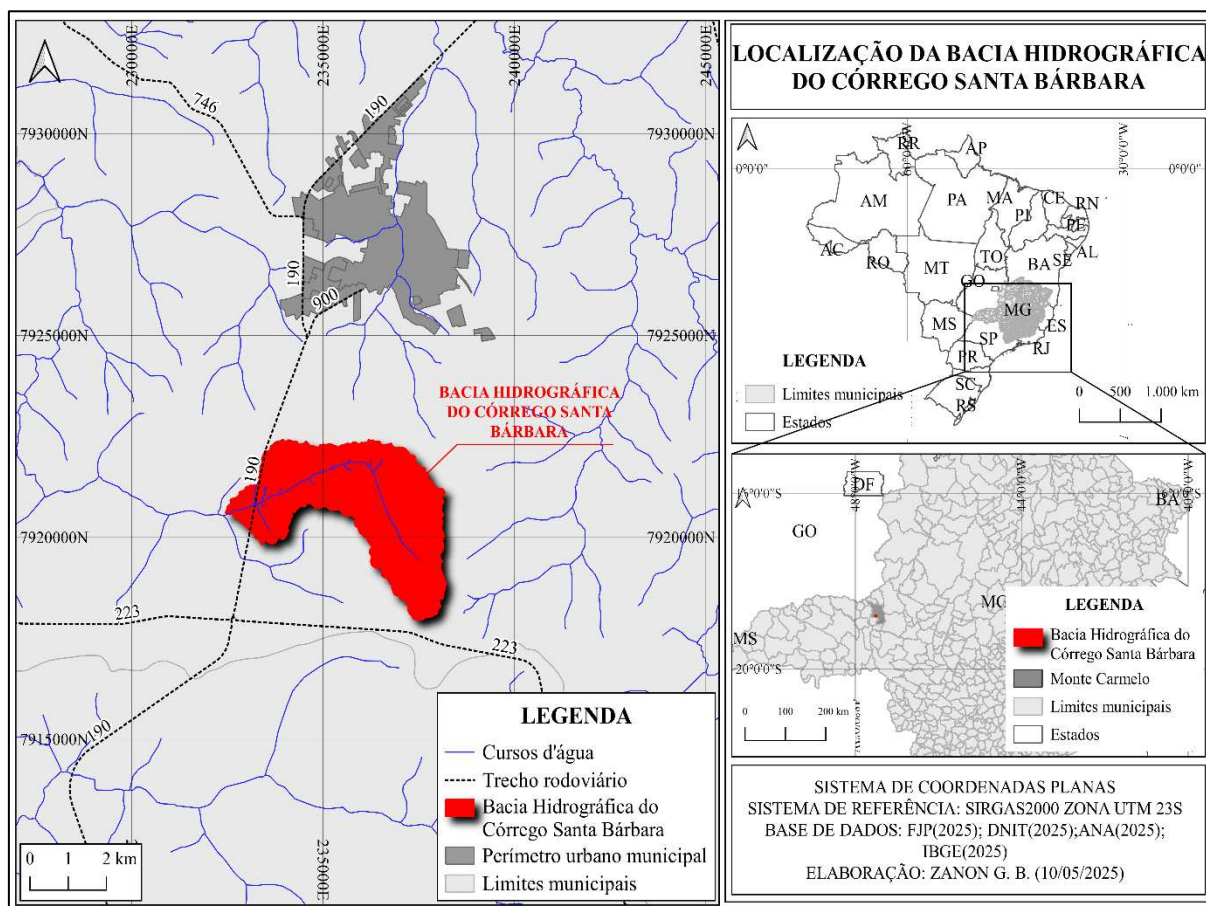 230000E
235000E
240000E
245000E
746
190
7930000N
7930000N
190
900
7925000N
7925000N
BACIA HIDROGRÁFICA
DO CÓRREGO SANTA
BÁRBARA
190
7920000N
7920000N
223
223
190
7915000N
235000E
0 1 2 km
LEGENDA
Cursos d'água
Trecho rodoviário
Bacia Hidrográfica do
Córrego Santa Bárbara
Perímetro urbano municipal
Limites municipais
LOCALIZAÇÃO DA BACIA HIDROGRÁFICA
DO CÓRREGO SANTA BÁRBARA
30°0'0"W
0°0'0"
RR
AP
AM
PA
MA
CE
RN
PI
PE
AC
RO
MT
TO
BA
SE
AL
GO
MG
MS
ES
SP
RJ
PR
SC
RS
LEGENDA
Limites municipais
Estados
0 500 1.000 km
DF
GO
BA
MS
20°0'0"S
0 100 200 km
LEGENDA
Bacia Hidrográfica do
Córrego Santa Bárbara
Monte Carmelo
Limites municipais
Estados
SISTEMA DE COORDENADAS PLANAS
SISTEMA DE REFERÊNCIA: SIRGAS2000 ZONA UTM 23S
BASE DE DADOS: FJP(2025); DNIT(2025);ANA(2025);
IBGE(2025)
ELABORAÇÃO: ZANON G. B. (10/05/2025)